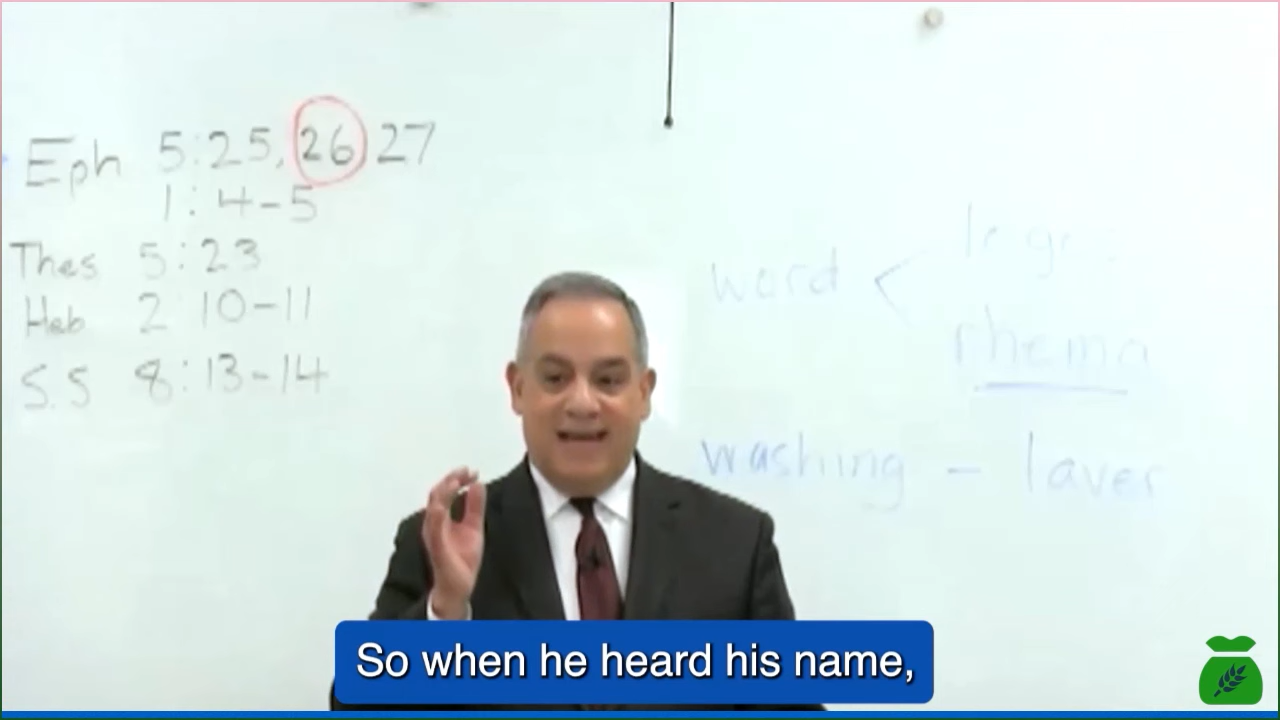 Eph 5:25, 26 27
1:4-5
Thes 5:23
Heb 2:10-11
S.S 8:13-14
word <
rhema
washing - laver
So when he heard his name,